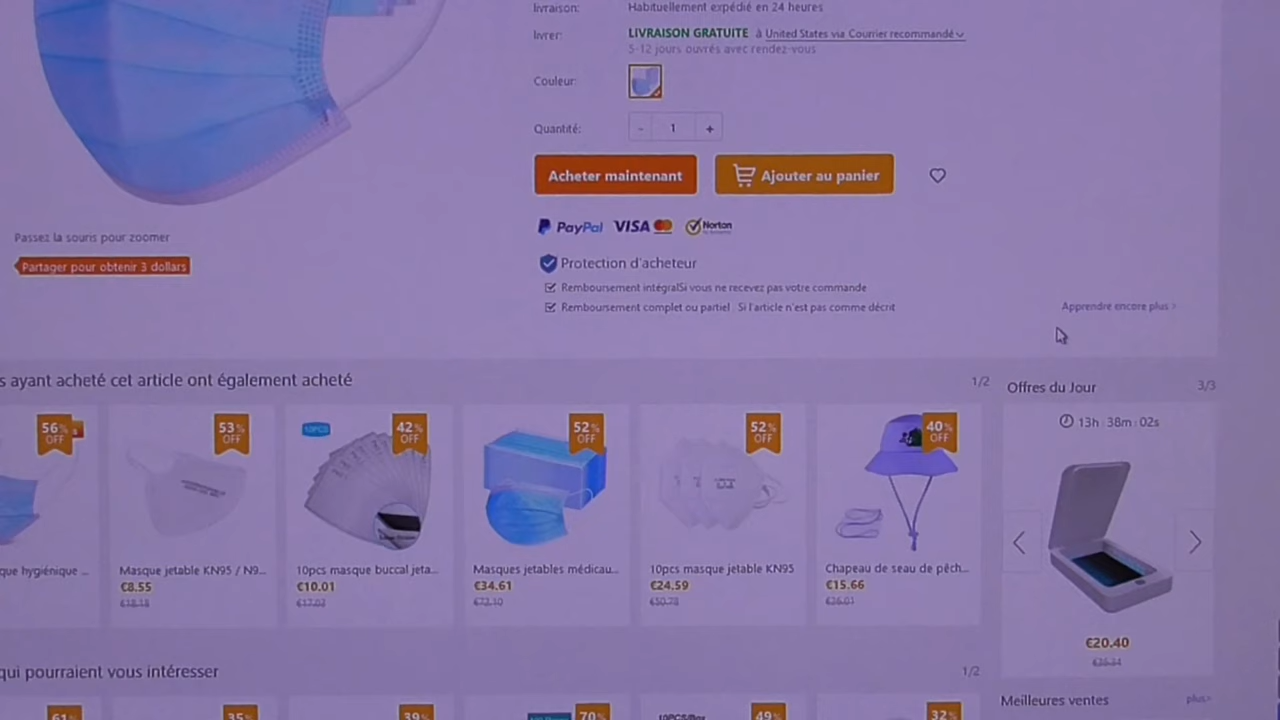 livraison: Habituellement expédié en 24 heures
livrer: LIVRAISON GRATUITE à United States via Courrier recommandé
5-12 jours ouvrés avec rendez-vous
Couleur:
Quantité: - 1 +
Acheter maintenant Ajouter au panier
PayPal VISA Norton
Passez la souris pour zoomer
Partager pour obtenir 3 dollars
Protection d'acheteur
Remboursement intégralSi vous ne recevez pas votre commande
Remboursement complet ou partiel Si l'article n'est pas comme décrit
Apprendre encore plus >
s ayant acheté cet article ont également acheté 1/2
Offres du Jour 3/3
56% OFF
53% OFF
10PCS 42% OFF
52% OFF
52% OFF
40% OFF
13h : 38m : 02s
que hygiénique ...
Masque jetable KN95 / N9...
€8.55
€18.18
10pcs masque buccal jeta...
€10.01
€17.03
Masques jetables médicau...
€34.61
€72.10
10pcs masque jetable KN95
€24.59
€50.78
Chapeau de seau de pêch...
€15.66
€26.01
€20.40
qui pourraient vous intéresser 1/2
Meilleures ventes plus>
61%
35%
39%
70%
10PCS/Box 49%
32%